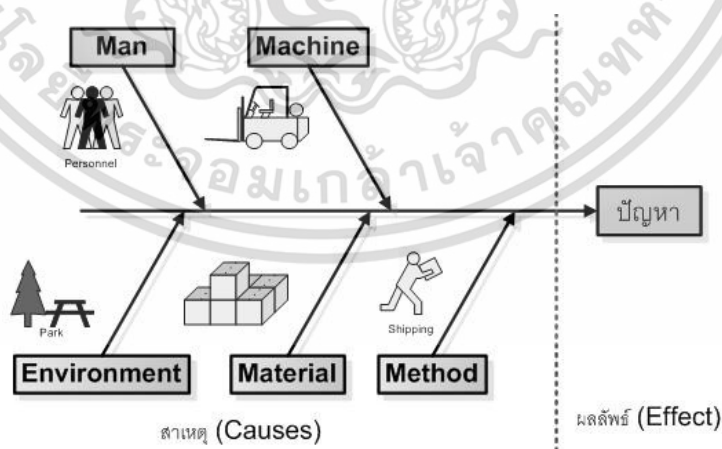 Man
Machine
Personnel
ปัญหา
Park
Shipping
Environment
Material
Method
สาเหตุ (Causes)
ผลลัพธ์ (Effect)